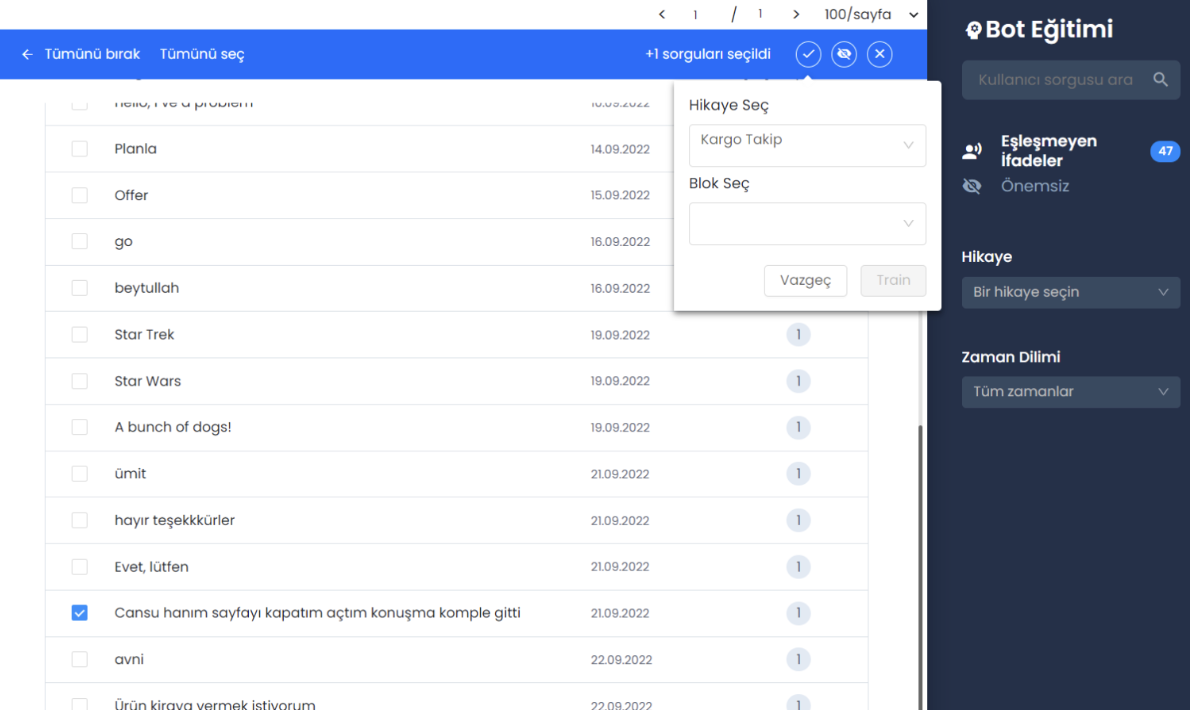 1 / 1 100/sayfa
Tümünü bırak Tümünü seç +1 sorguları seçildi
hello, i ve a problem 10.09.2022
Planla 14.09.2022
Offer 15.09.2022
go 16.09.2022
beytullah 16.09.2022
Star Trek 19.09.2022 1
Star Wars 19.09.2022 1
A bunch of dogs! 19.09.2022 1
ümit 21.09.2022 1
hayır teşekkkürler 21.09.2022 1
Evet, lütfen 21.09.2022 1
Cansu hanım sayfayı kapatım açtım konuşma komple gitti 21.09.2022 1
avni 22.09.2022 1
Ürün kiraya vermek istiyorum 22.09.2022 1
Hikaye Seç
Kargo Takip
Blok Seç
Vazgeç Train
Bot Eğitimi
Kullanıcı sorgusu ara
Eşleşmeyen
İfadeler
47
Önemsiz
Hikaye
Bir hikaye seçin
Zaman Dilimi
Tüm zamanlar